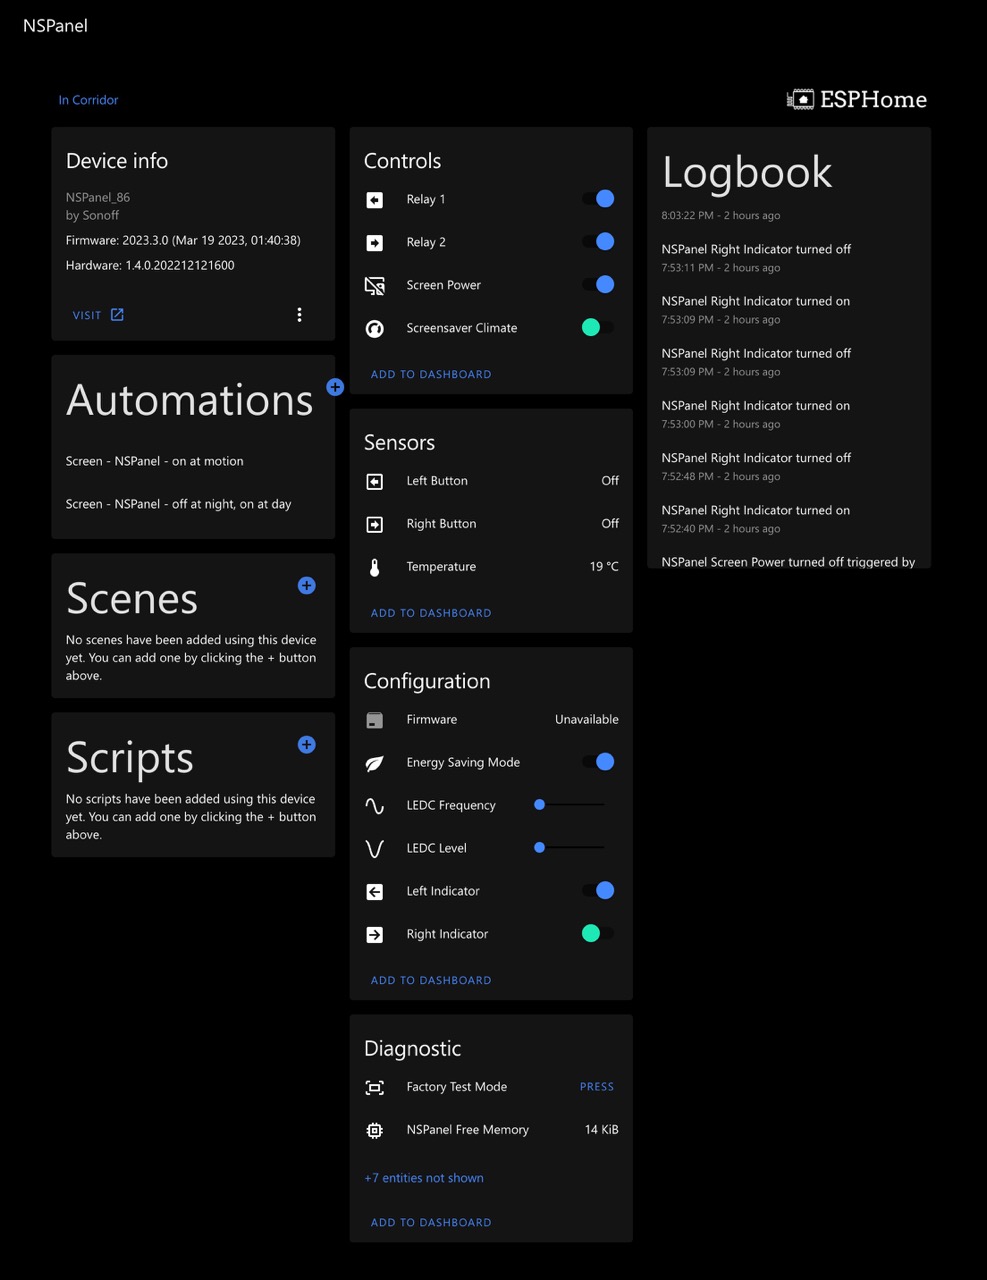 NSPanel
In Corridor
ESPHome
Device info
NSPanel_86
by Sonoff
Firmware: 2023.3.0 (Mar 19 2023, 01:40:38)
Hardware: 1.4.0.202212121600
VISIT
Automations
Screen - NSPanel - on at motion
Screen - NSPanel - off at night, on at day
Scenes
No scenes have been added using this device
yet. You can add one by clicking the + button
above.
Scripts
No scripts have been added using this device
yet. You can add one by clicking the + button
above.
Controls
Relay 1
Relay 2
Screen Power
Screensaver Climate
ADD TO DASHBOARD
Sensors
Left Button Off
Right Button Off
Temperature 19 °C
ADD TO DASHBOARD
Configuration
Firmware Unavailable
Energy Saving Mode
LEDC Frequency
LEDC Level
Left Indicator
Right Indicator
ADD TO DASHBOARD
Diagnostic
Factory Test Mode PRESS
NSPanel Free Memory 14 KiB
+7 entities not shown
ADD TO DASHBOARD
Logbook
8:03:22 PM - 2 hours ago
NSPanel Right Indicator turned off
7:53:11 PM - 2 hours ago
NSPanel Right Indicator turned on
7:53:09 PM - 2 hours ago
NSPanel Right Indicator turned off
7:53:09 PM - 2 hours ago
NSPanel Right Indicator turned on
7:53:00 PM - 2 hours ago
NSPanel Right Indicator turned off
7:52:48 PM - 2 hours ago
NSPanel Right Indicator turned on
7:52:40 PM - 2 hours ago
NSPanel Screen Power turned off triggered by